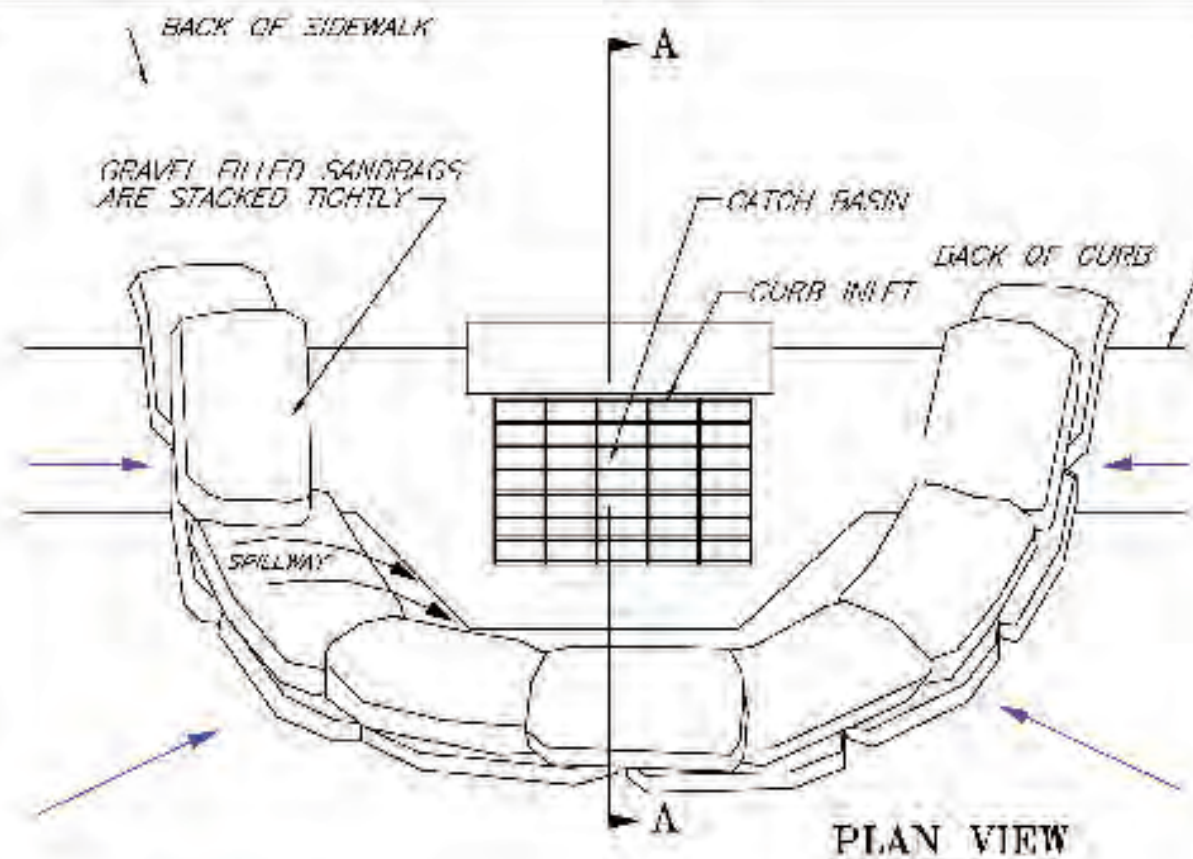 BACK OF SIDEWALK
A
GRAVEL FILLED SANDBAGS
ARE STACKED TIGHTLY
CATCH BASIN
BACK OF CURB
CURB INLET
SPILLWAY
A
PLAN VIEW